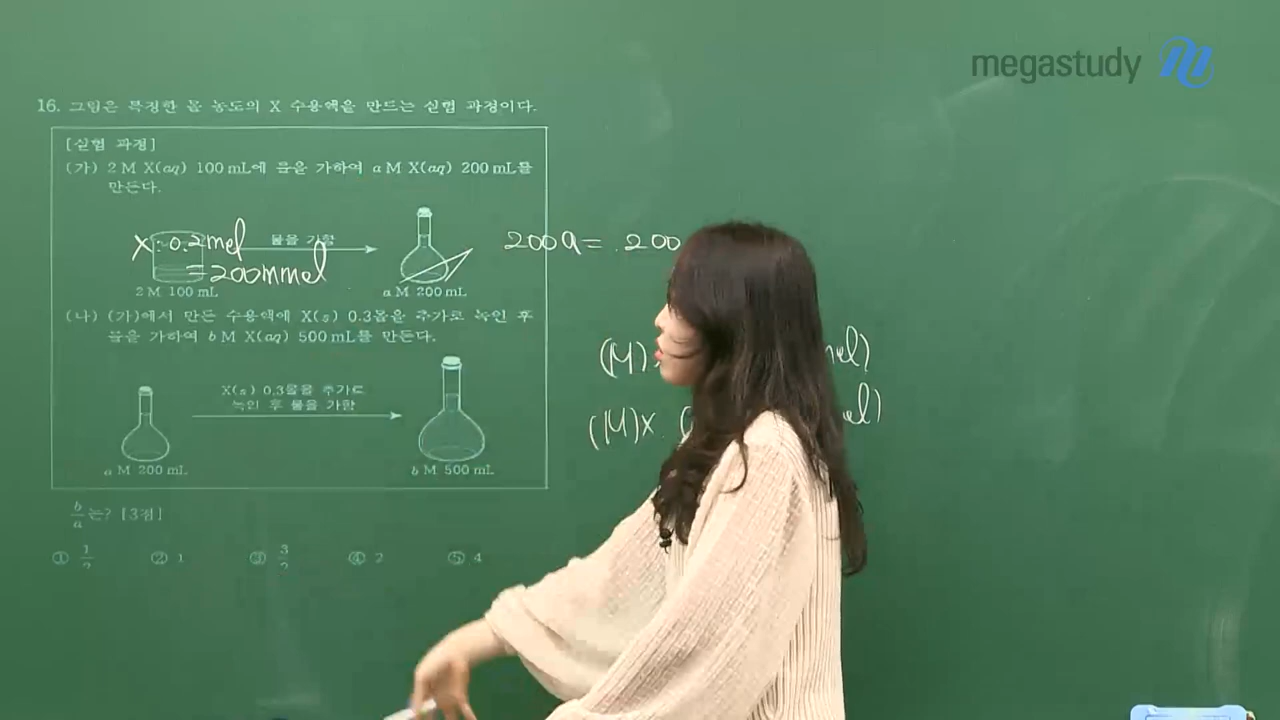 megastudy
16. 그림은 특정한 몰 농도의 X 수용액을 만드는 실험 과정이다.
[실험 과정]
(가) 2 M X(aq) 100 mL에 물을 가하여 a M X(aq) 200 mL를
만든다.
물을 가함
X: 0.2mol
=200mmol
200a = 200
2 M 100 mL
a M 200 mL
(나) (가)에서 만든 수용액에 X(s) 0.3몰을 추가로 녹인 후
물을 가하여 b M X(aq) 500 mL를 만든다.
(M)
X(s) 0.3몰을 추가로
녹인 후 물을 가함
(M)x
a M 200 mL
b M 500 mL
b/a 는? [3점]
① 1/2 ② 1 ③ 3/2 ④ 2 ⑤ 4